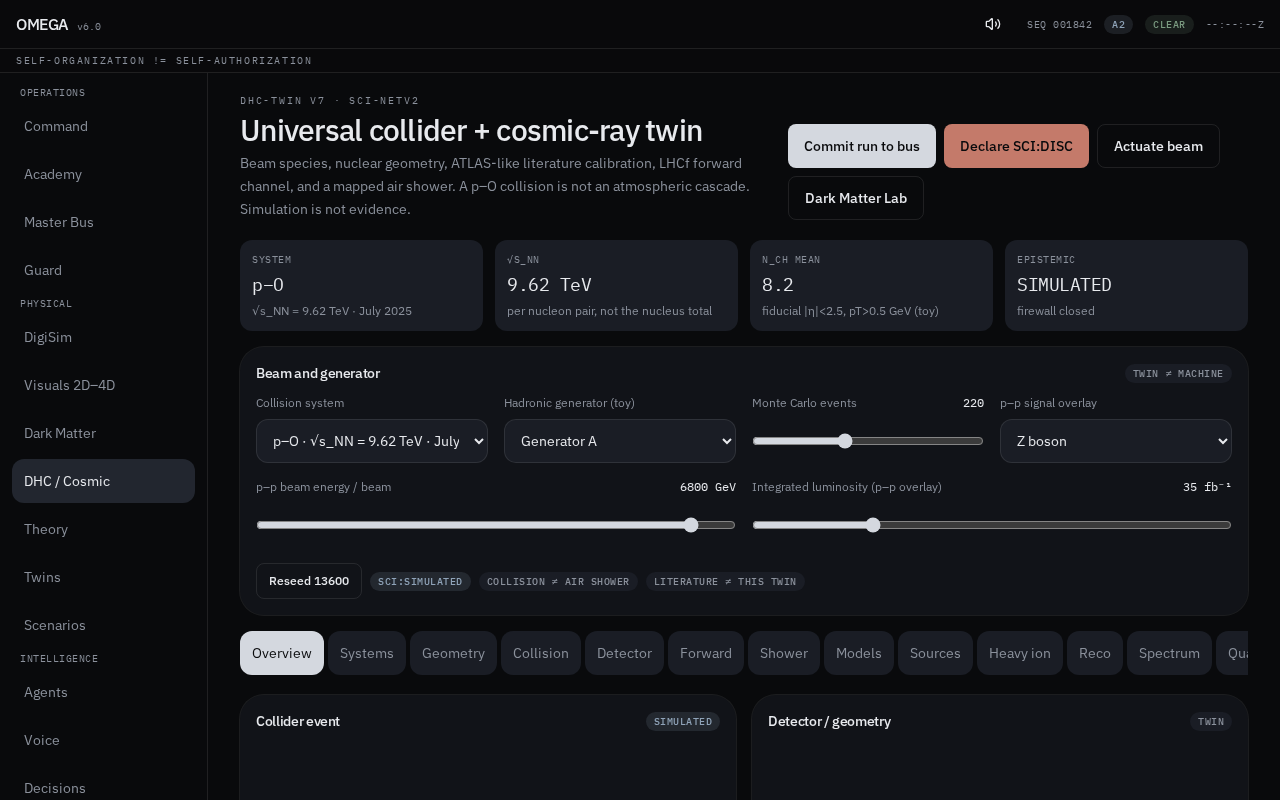 OMEGA v6.0
SEQ 001842 A2 CLEAR --:--:--Z
SELF-ORGANIZATION != SELF-AUTHORIZATION
OPERATIONS
Command
Academy
Master Bus
Guard
PHYSICAL
DigiSim
Visuals 2D–4D
Dark Matter
DHC / Cosmic
Theory
Twins
Scenarios
INTELLIGENCE
Agents
Voice
Decisions
DHC-TWIN V7 · SCI-NETV2
Universal collider + cosmic-ray twin
Beam species, nuclear geometry, ATLAS-like literature calibration, LHCf forward
channel, and a mapped air shower. A p–O collision is not an atmospheric cascade.
Simulation is not evidence.
Commit run to bus Declare SCI:DISC Actuate beam
Dark Matter Lab
SYSTEM
p–O
√s_NN = 9.62 TeV · July 2025
√S_NN
9.62 TeV
per nucleon pair, not the nucleus total
N_CH MEAN
8.2
fiducial |η|<2.5, pT>0.5 GeV (toy)
EPISTEMIC
SIMULATED
firewall closed
Beam and generator TWIN ≠ MACHINE
Collision system Hadronic generator (toy) Monte Carlo events 220 p–p signal overlay
p–O · √s_NN = 9.62 TeV · July Generator A Z boson
p–p beam energy / beam 6800 GeV Integrated luminosity (p–p overlay) 35 fb⁻¹
Reseed 13600 SCI:SIMULATED COLLISION ≠ AIR SHOWER LITERATURE ≠ THIS TWIN
Overview Systems Geometry Collision Detector Forward Shower Models Sources Heavy ion Reco Spectrum Qua
Collider event SIMULATED
Detector / geometry TWIN